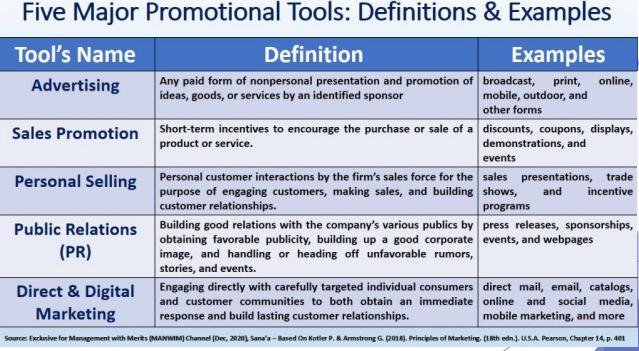 Five Major Promotional Tools: Definitions & Examples
Tool's Name
Definition
Examples
Advertising
Any paid form of nonpersonal presentation and promotion of
ideas, goods, or services by an identified sponsor
broadcast, print, online,
mobile, outdoor, and
other forms
Sales Promotion
Short-term incentives to encourage the purchase or sale of a
product or service.
discounts, coupons, displays,
demonstrations, and
events
Personal Selling
Personal customer interactions by the firm's sales force for the
purpose of engaging customers, making sales, and building
customer relationships.
sales presentations, trade
shows, and incentive
programs
Public Relations
(PR)
Building good relations with the company's various publics by
obtaining favorable publicity, building up a good corporate
image, and handling or heading off unfavorable rumors,
stories, and events.
press releases, sponsorships,
events, and webpages
Direct & Digital
Marketing
Engaging directly with carefully targeted individual consumers
and customer communities to both obtain an immediate
response and build lasting customer relationships.
direct mail, email, catalogs,
online and social media,
mobile marketing, and more
Source: Exclusive for Management with Merits (MANWIM) Channel (Dec, 2020), Sana'a – Based On Kotler P. & Armstrong G. (2018). Principles of Marketing. (18th edn.). U.S.A. Pearson, Chapter 14, p. 401